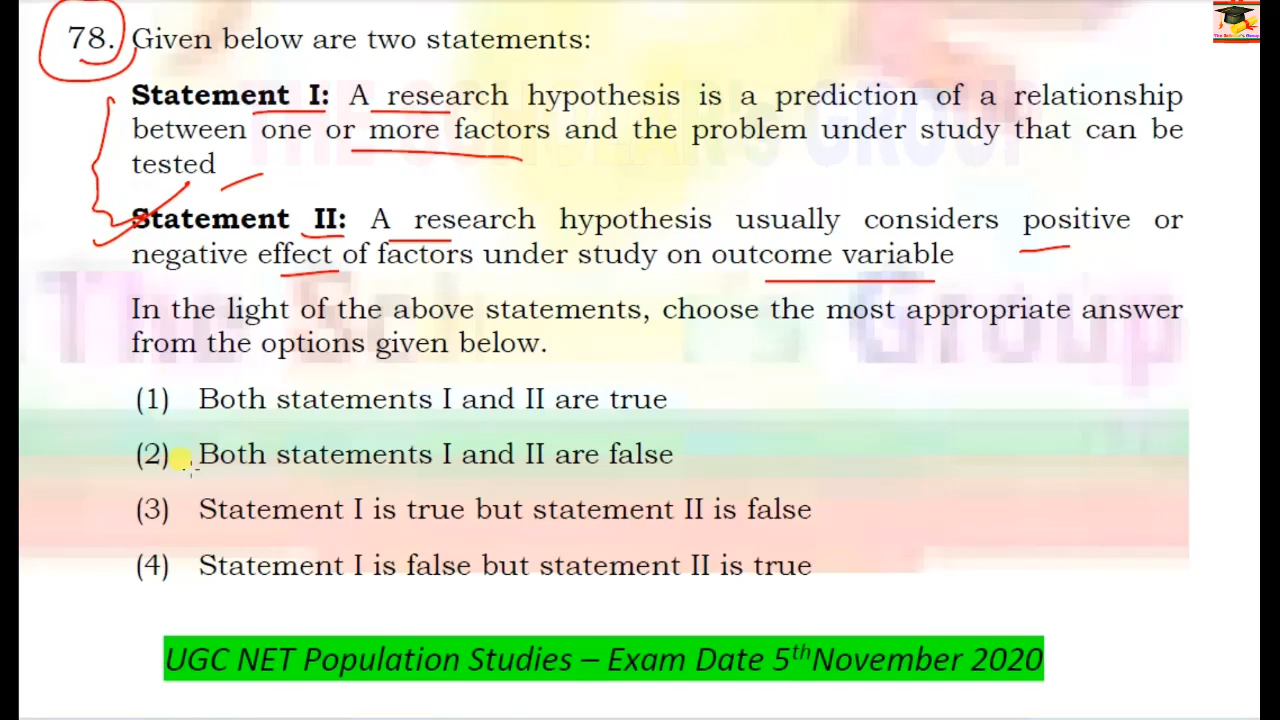 78. Given below are two statements:
Statement I: A research hypothesis is a prediction of a relationship
between one or more factors and the problem under study that can be
tested
Statement II: A research hypothesis usually considers positive or
negative effect of factors under study on outcome variable
In the light of the above statements, choose the most appropriate answer
from the options given below.
(1) Both statements I and II are true
(2) Both statements I and II are false
(3) Statement I is true but statement II is false
(4) Statement I is false but statement II is true
UGC NET Population Studies – Exam Date 5th November 2020